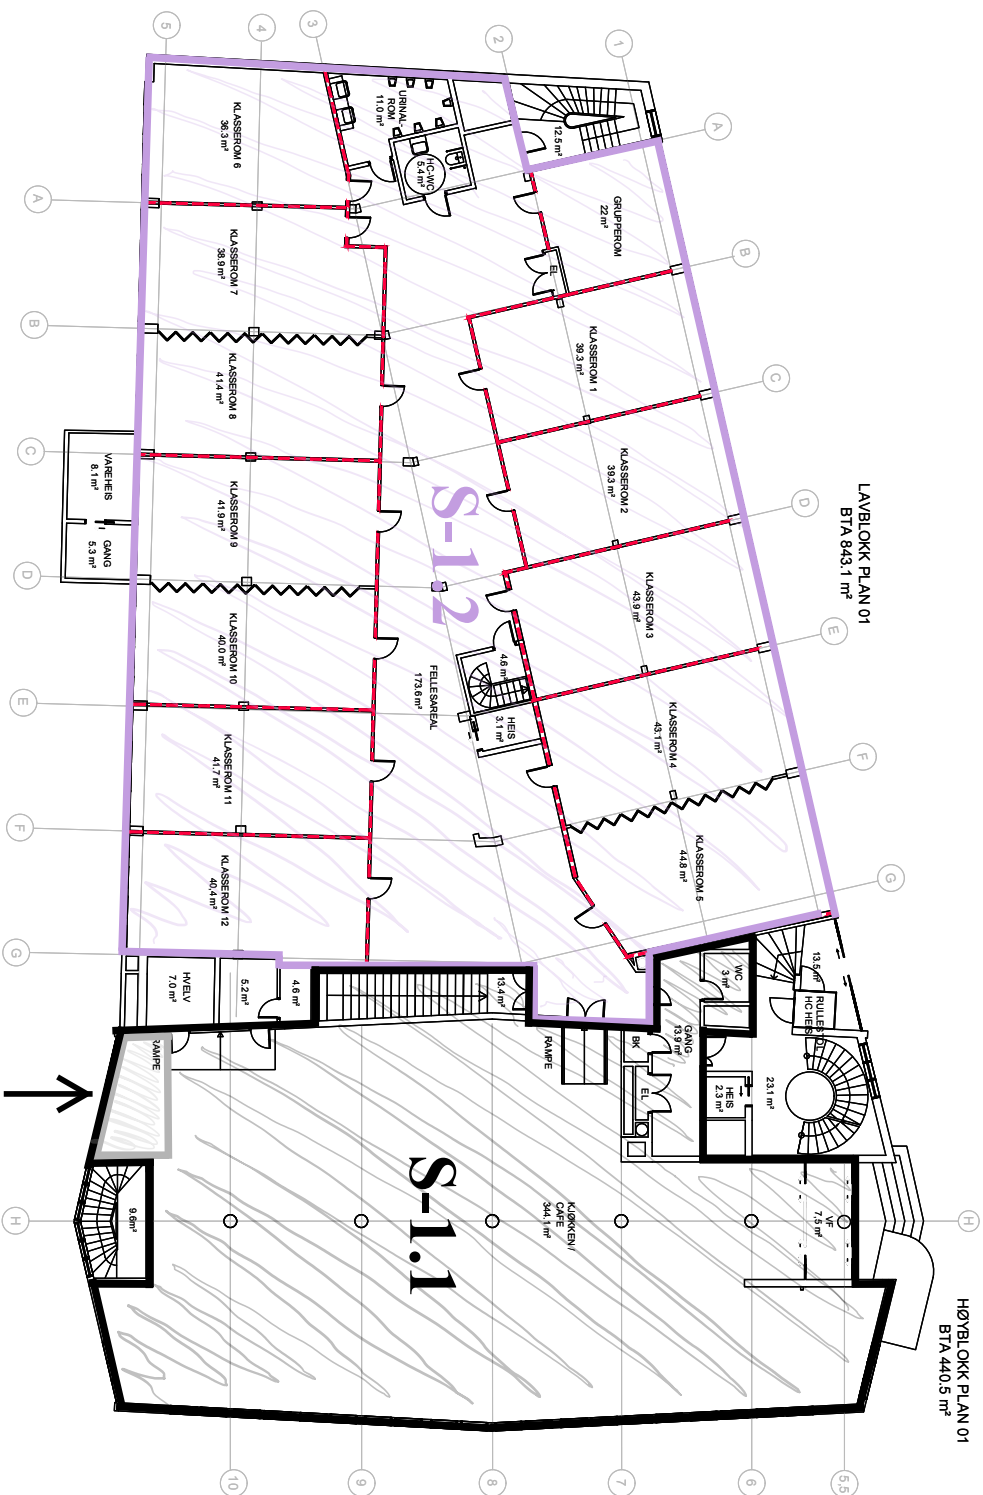 5
4
3
2
1
A
B
C
D
E
F
G
A
B
C
D
E
F
G
H
H
10
9
8
7
6
5,5
LAVBLOKK PLAN 01
BTA 843.1 m²
HØYBLOKK PLAN 01
BTA 440.5 m²
KLASSEROM 6
36.3 m²
KLASSEROM 7
38.9 m²
KLASSEROM 8
41.4 m²
KLASSEROM 9
41.9 m²
KLASSEROM 10
40.0 m²
KLASSEROM 11
41.7 m²
KLASSEROM 12
40,4 m²
URINAL-
ROM
11.0 m²
HC-WC
5.4 m²
12.5 m²
GRUPPEROM
22 m²
EL
KLASSEROM 1
39.3 m²
KLASSEROM 2
39.3 m²
KLASSEROM 3
43.9 m²
KLASSEROM 4
43.1 m²
KLASSEROM 5
44.8 m²
S-1.2
FELLESAREAL
173.6 m²
4.6 m²
HEIS
3.1 m²
VAREHEIS
8.1 m²
GANG
5.3 m²
HVELV
7.0 m²
5.2 m²
4.6 m²
13.4 m²
RAMPE
RAMPE
BK
EL
GANG
13.9 m²
WC
3 m²
13.5 m²
RULLESTOL
HC HEIS
23.1 m²
HEIS
2.3 m²
VF
7,5 m²
KJØKKEN /
CAFE
344.1 m²
S-1.1
9.6m²